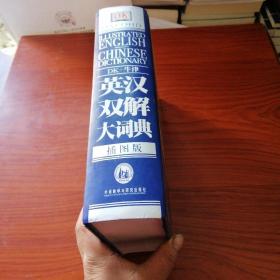 DK
ILLUSTRATED
ENGLISH
CHINESE
DICTIONARY
DK·牛津
英汉
双解
大词典
插图版
外语教学与研究出版社